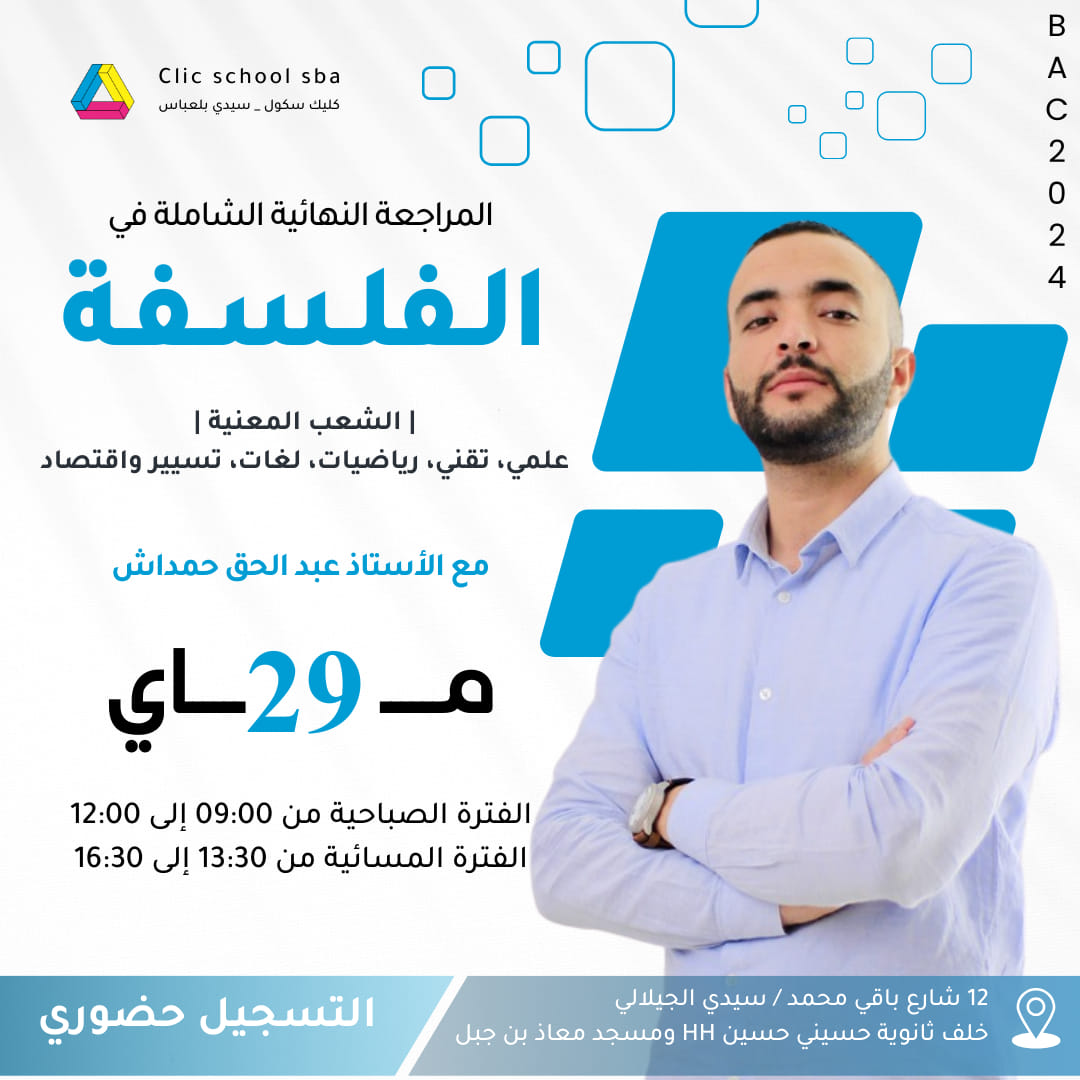 Clic school sba
كليك سكول _ سيدي بلعباس
BAC2024
المراجعة النهائية الشاملة في
الفلسفة
| الشعب المعنية |
علمي، تقني، رياضيات، لغات، تسيير واقتصاد
مع الأستاذ عبد الحق حمداش
29 مــاي
الفترة الصباحية من 09:00 إلى 12:00
الفترة المسائية من 13:30 إلى 16:30
12 شارع باقي محمد / سيدي الجيلالي
خلف ثانوية حسيني حسين HH ومسجد معاذ بن جبل
التسجيل حضوري